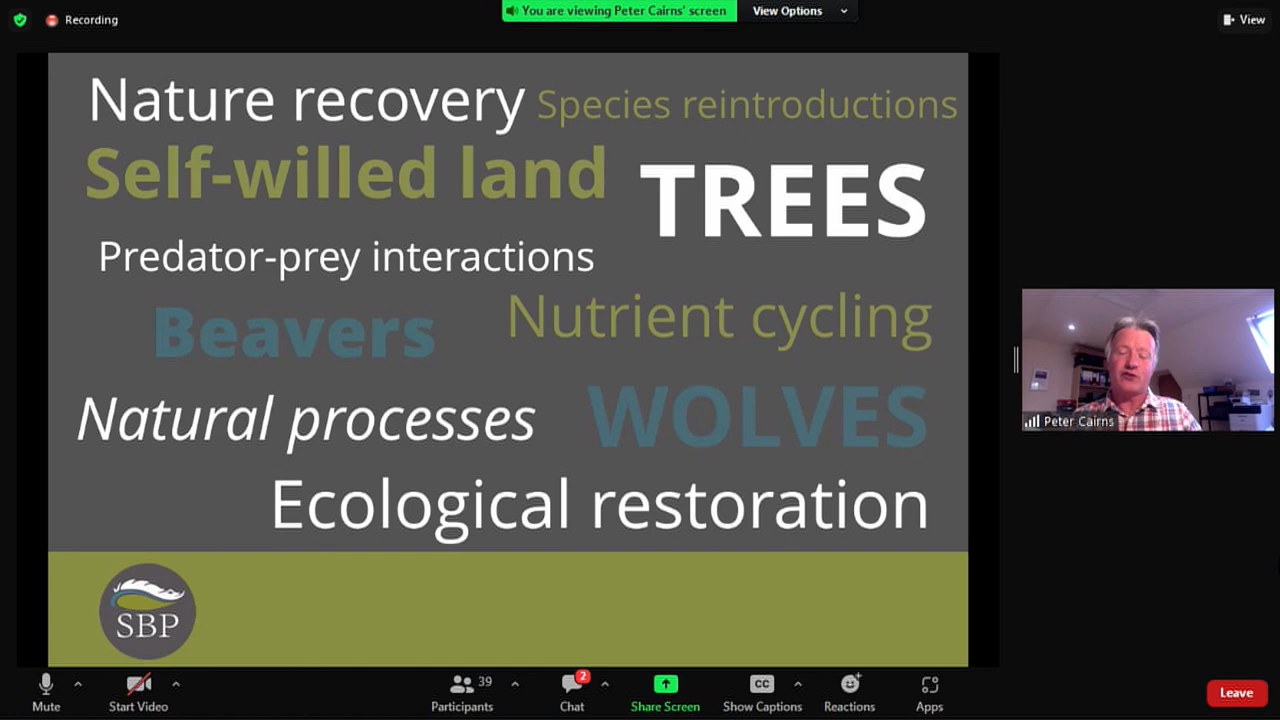 Recording
You are viewing Peter Cairns' screen
View Options
View
Nature recovery
Species reintroductions
Self-willed land
TREES
Predator-prey interactions
Beavers
Nutrient cycling
Natural processes
WOLVES
Ecological restoration
SBP
Peter Cairns
Mute
Start Video
39
Participants
2
Chat
Share Screen
CC
Show Captions
Reactions
Apps
Leave